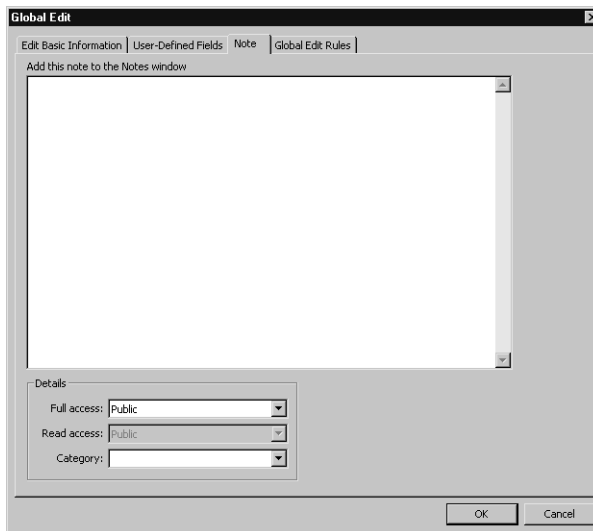 Global Edit
Edit Basic Information User-Defined Fields Note Global Edit Rules
Add this note to the Notes window
Details
Full access: Public
Read access: Public
Category:
OK Cancel